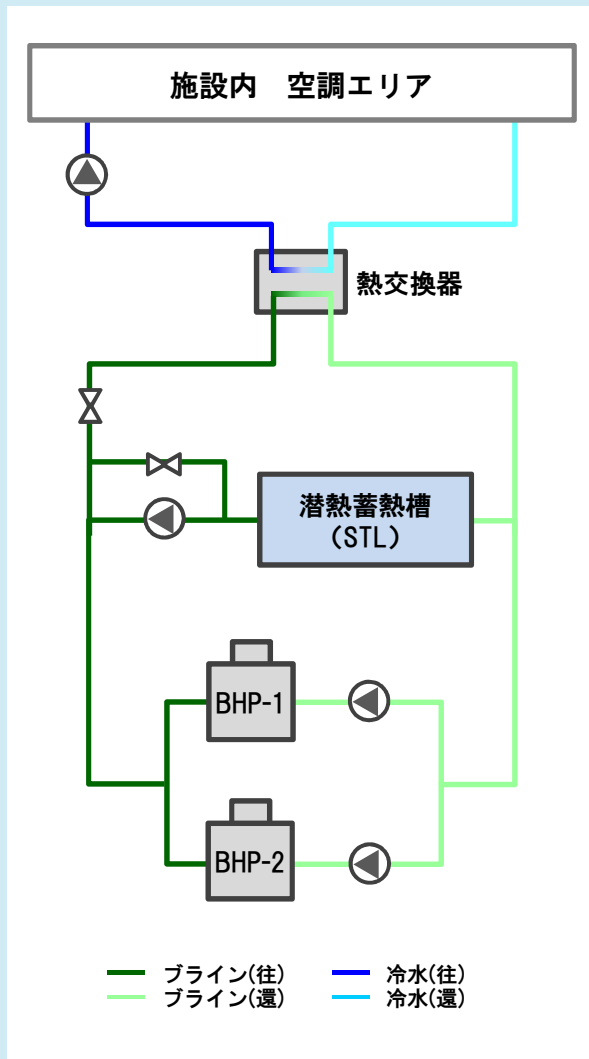 施設内　空調エリア
熱交換器
潜熱蓄熱槽
(STL)
BHP-1
BHP-2
ブライン(往)
冷水(往)
ブライン(還)
冷水(還)